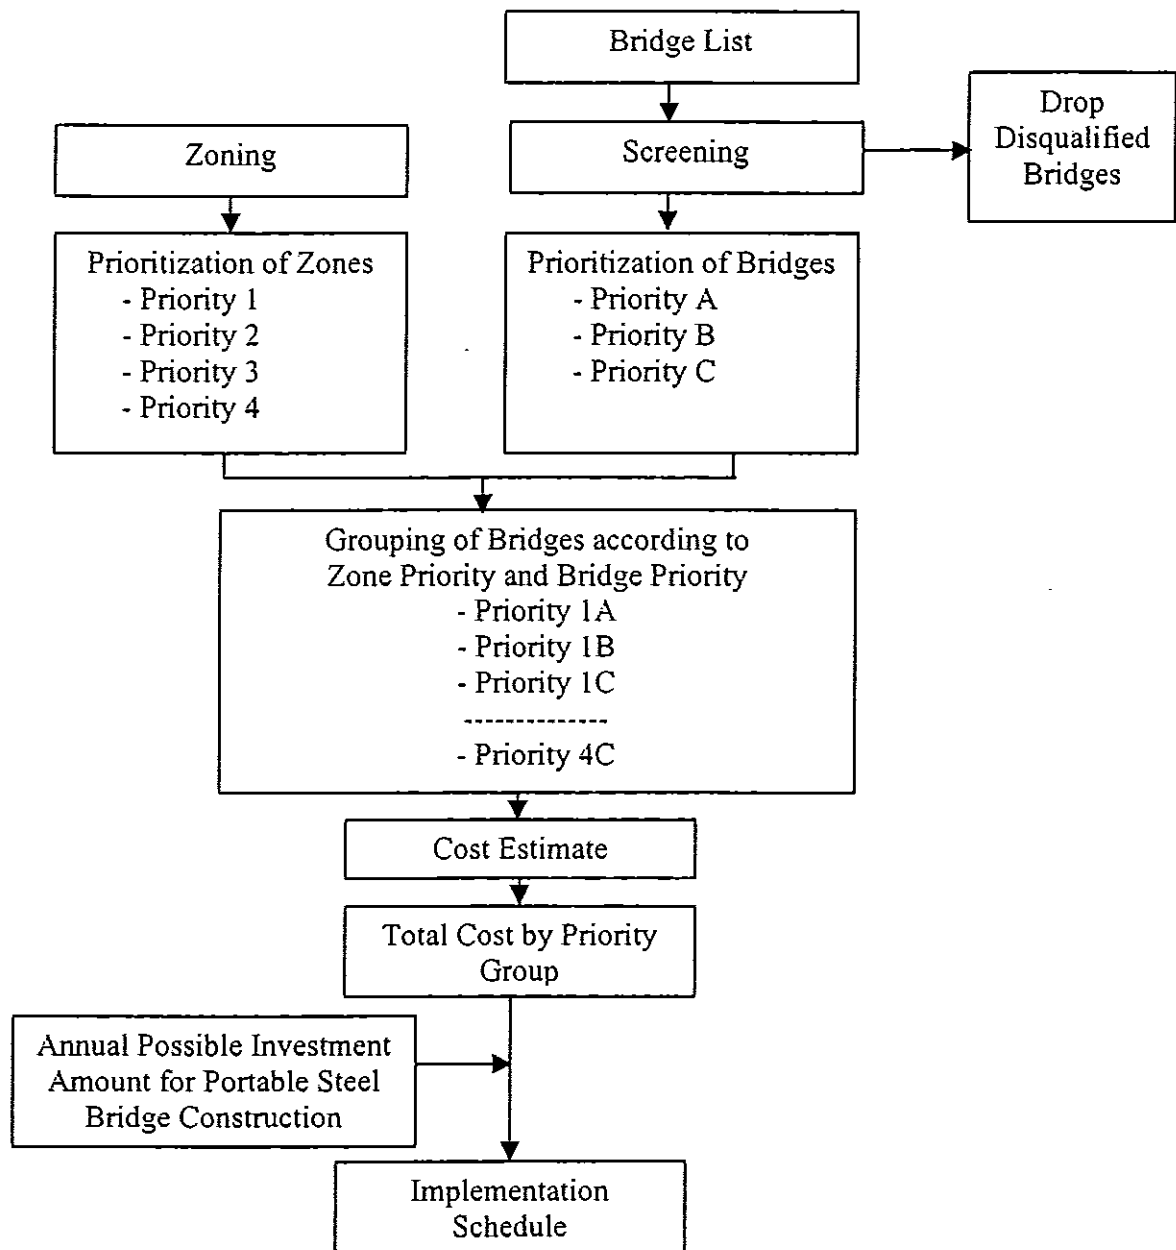 Bridge List
Zoning
Screening
Drop
Disqualified
Bridges
Prioritization of Zones
- Priority 1
- Priority 2
- Priority 3
- Priority 4
Prioritization of Bridges
- Priority A
- Priority B
- Priority C
Grouping of Bridges according to
Zone Priority and Bridge Priority
- Priority 1A
- Priority 1B
- Priority 1C
--------------
- Priority 4C
Cost Estimate
Total Cost by Priority
Group
Annual Possible Investment
Amount for Portable Steel
Bridge Construction
Implementation
Schedule